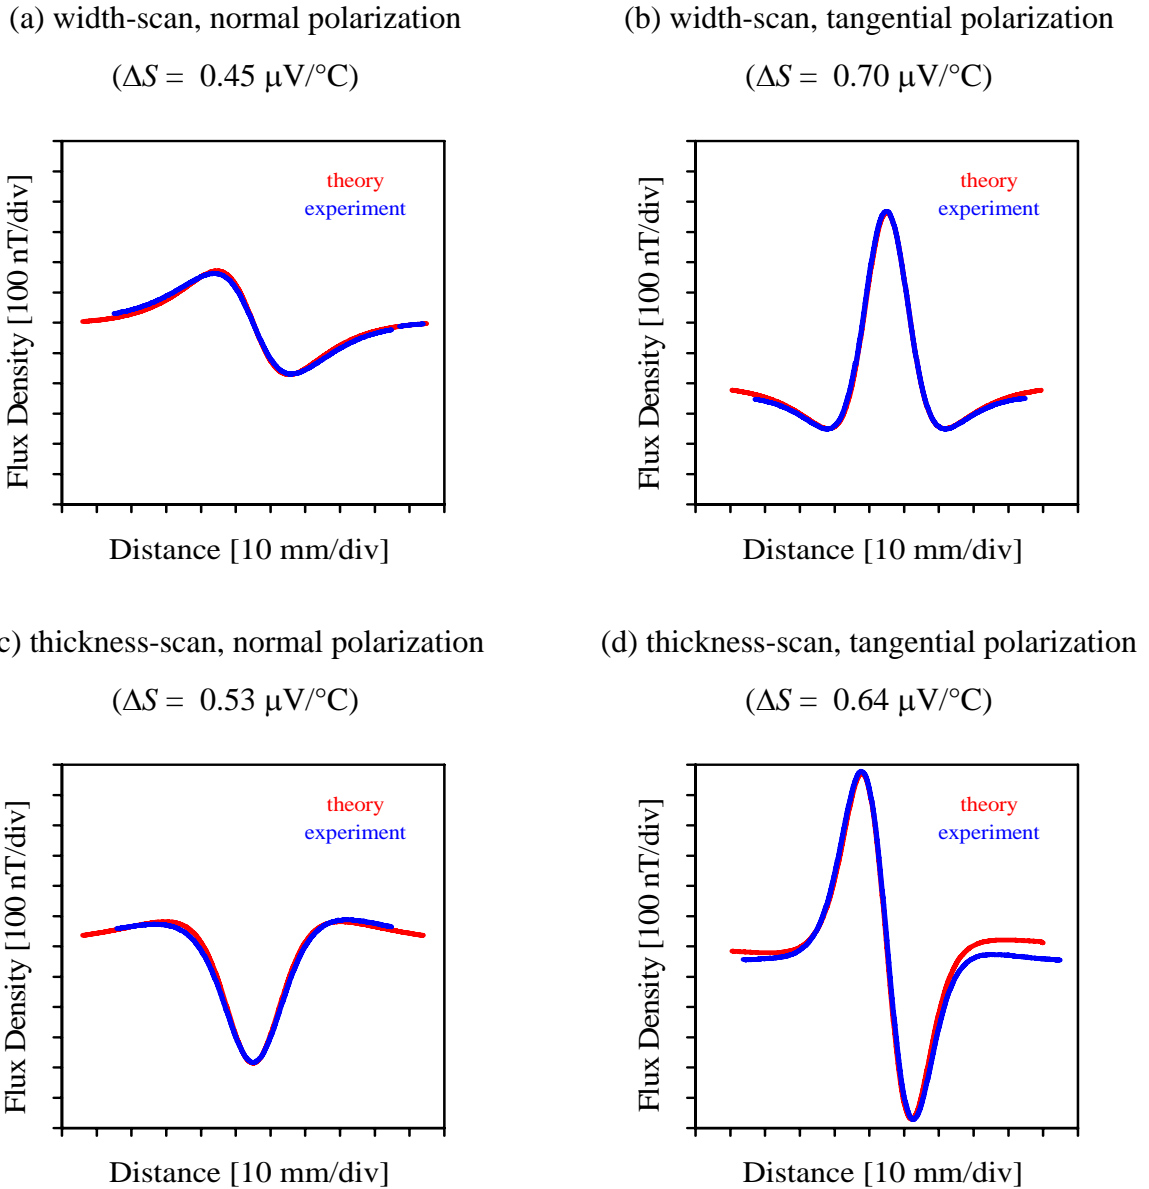 (a) width-scan, normal polarization
(ΔS = 0.45 μV/°C)
Flux Density [100 nT/div]
theory
experiment
Distance [10 mm/div]
(b) width-scan, tangential polarization
(ΔS = 0.70 μV/°C)
Flux Density [100 nT/div]
theory
experiment
Distance [10 mm/div]
c) thickness-scan, normal polarization
(ΔS = 0.53 μV/°C)
Flux Density [100 nT/div]
theory
experiment
Distance [10 mm/div]
(d) thickness-scan, tangential polarization
(ΔS = 0.64 μV/°C)
Flux Density [100 nT/div]
theory
experiment
Distance [10 mm/div]